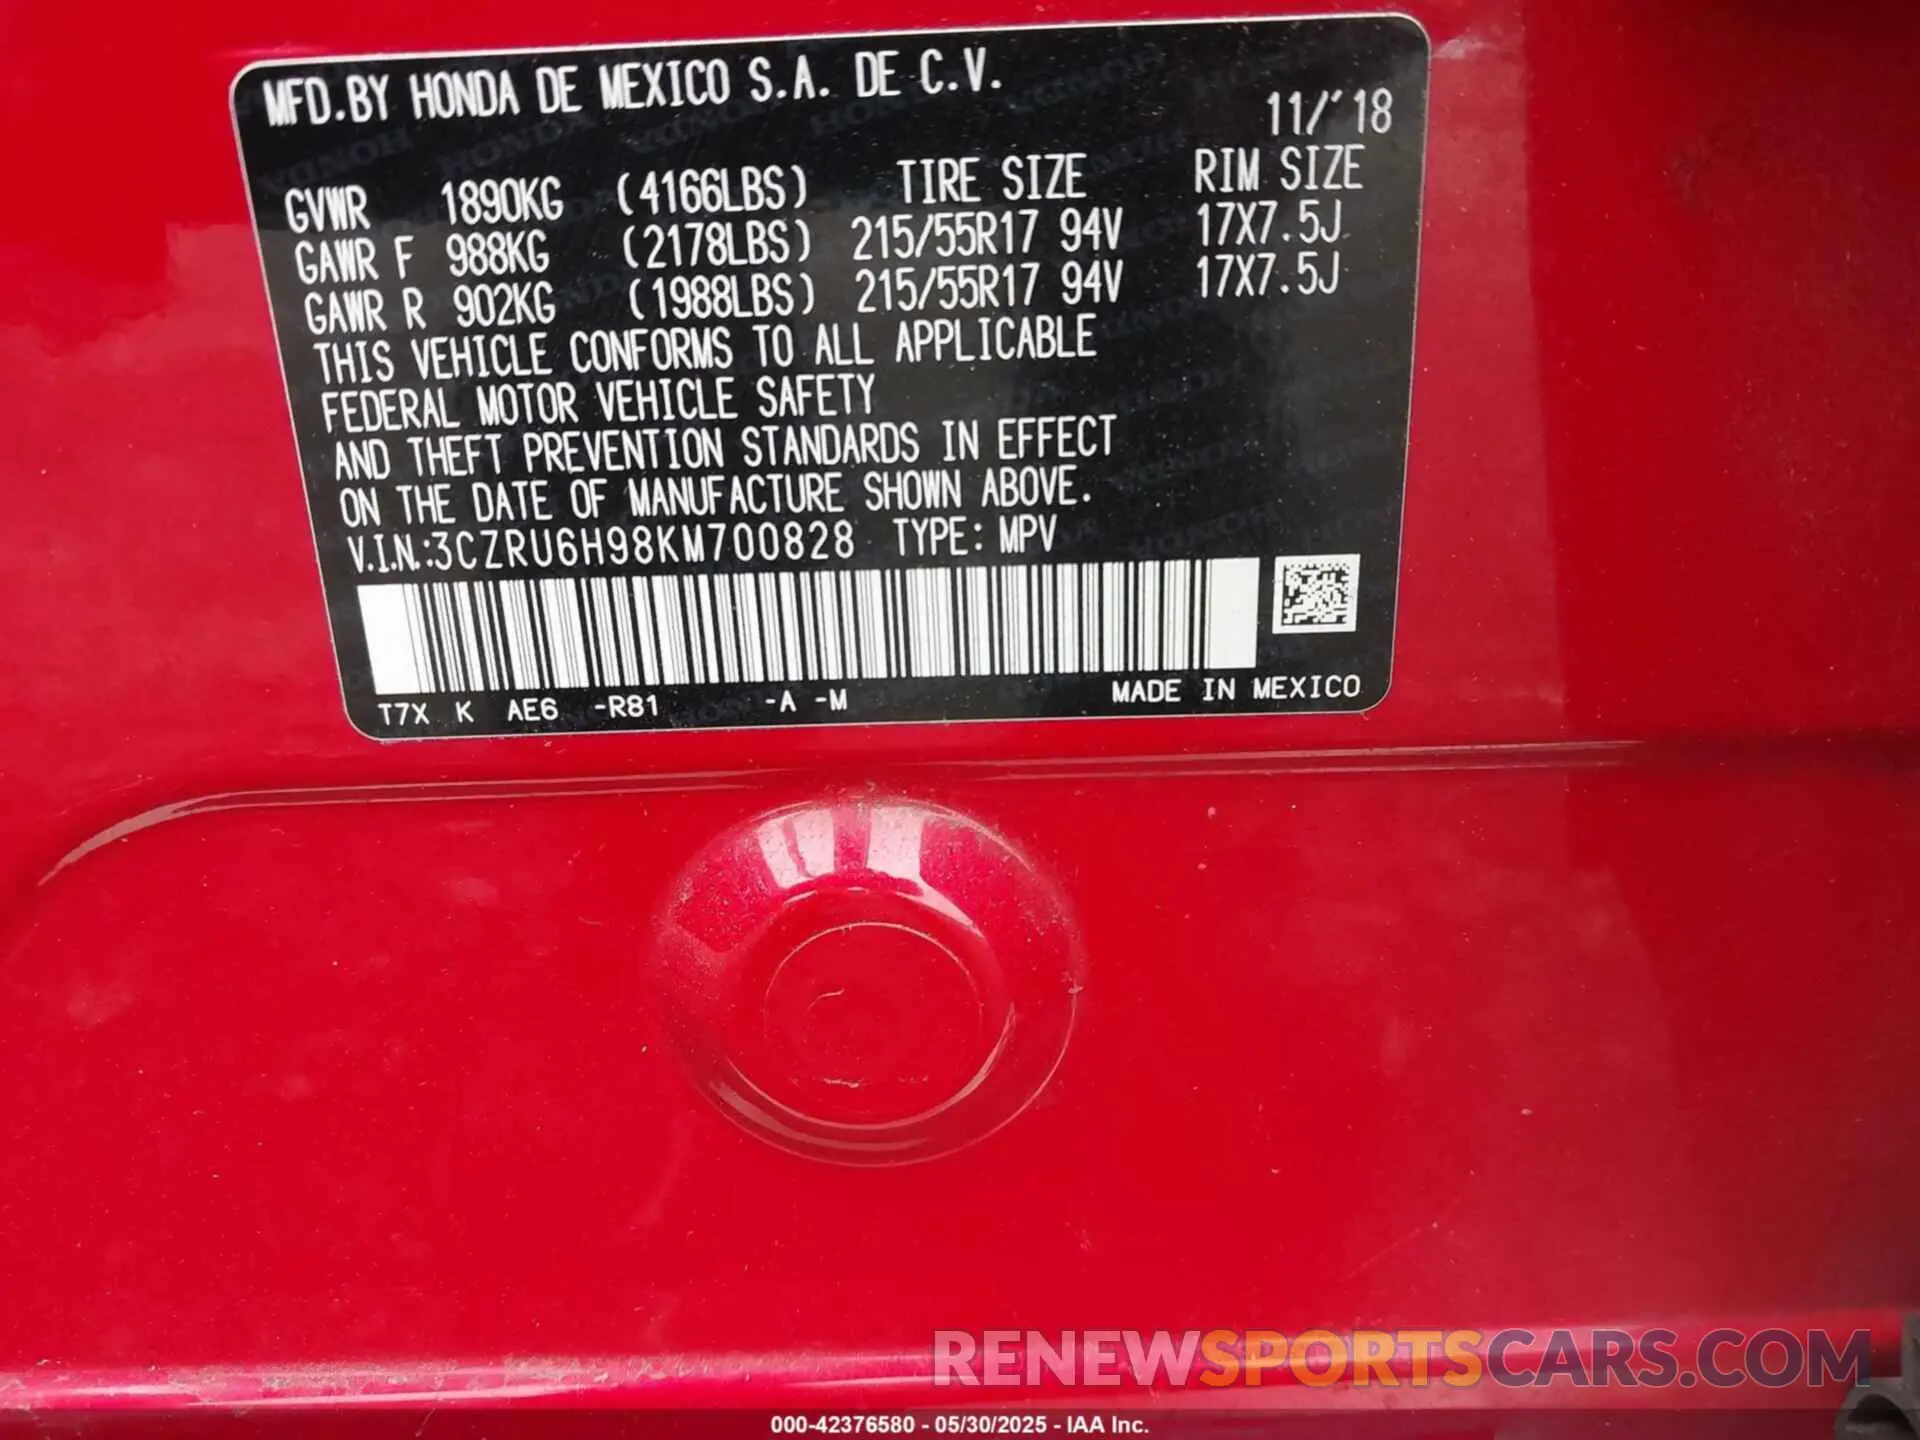 MFD.BY HONDA DE MEXICO S.A. DE C.V.
11/'18
GVWR 1890KG (4166LBS) TIRE SIZE RIM SIZE
GAWR F 988KG (2178LBS) 215/55R17 94V 17X7.5J
GAWR R 902KG (1988LBS) 215/55R17 94V 17X7.5J
THIS VEHICLE CONFORMS TO ALL APPLICABLE
FEDERAL MOTOR VEHICLE SAFETY
AND THEFT PREVENTION STANDARDS IN EFFECT
ON THE DATE OF MANUFACTURE SHOWN ABOVE.
V.I.N.:3CZRU6H98KM700828 TYPE: MPV
T7X K AE6 -R81 -A -M MADE IN MEXICO
RENEWSPORTSCARS.COM
000-42376580 - 05/30/2025 - IAA Inc.